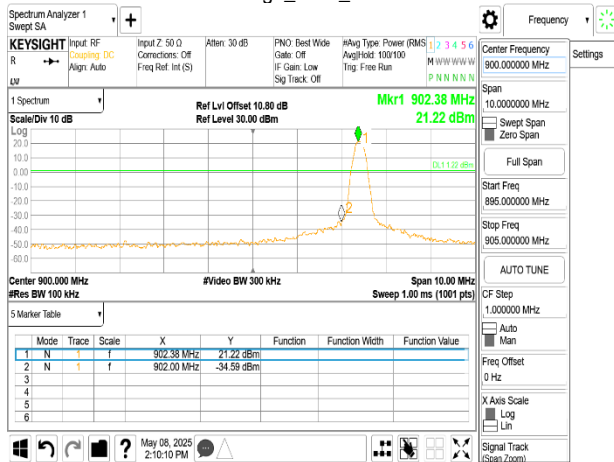 Spectrum Analyzer 1
Swept SA
Frequency
KEYSIGHT
R
Input: RF
Coupling: DC
Align: Auto
Input Z: 50 Ω
Corrections: Off
Freq Ref: Int (S)
Atten: 30 dB
PNO: Best Wide
Gate: Off
IF Gain: Low
Sig Track: Off
#Avg Type: Power (RMS
Avg|Hold: 100/100
Trig: Free Run
1 2 3 4 5 6
M W W W W W
P N N N N N
1 Spectrum
Scale/Div 10 dB
Ref Lvl Offset 10.80 dB
Ref Level 30.00 dBm
Mkr1 902.38 MHz
21.22 dBm
Log
20.0
10.0
0.00
-10.0
-20.0
-30.0
-40.0
-50.0
-60.0
1
DL1 1.22 dBm
2
Center 900.000 MHz
#Res BW 100 kHz
#Video BW 300 kHz
Span 10.00 MHz
Sweep 1.00 ms (1001 pts)
5 Marker Table
Mode Trace Scale X Y Function Function Width Function Value
1 N 1 f 902.38 MHz 21.22 dBm
2 N 1 f 902.00 MHz -34.59 dBm
3
4
5
6
May 08, 2025
2:10:10 PM
Center Frequency
900.000000 MHz
Settings
Span
10.0000000 MHz
Swept Span
Zero Span
Full Span
Start Freq
895.000000 MHz
Stop Freq
905.000000 MHz
AUTO TUNE
CF Step
1.000000 MHz
Auto
Man
Freq Offset
0 Hz
X Axis Scale
Log
Lin
Signal Track
(Span Zoom)